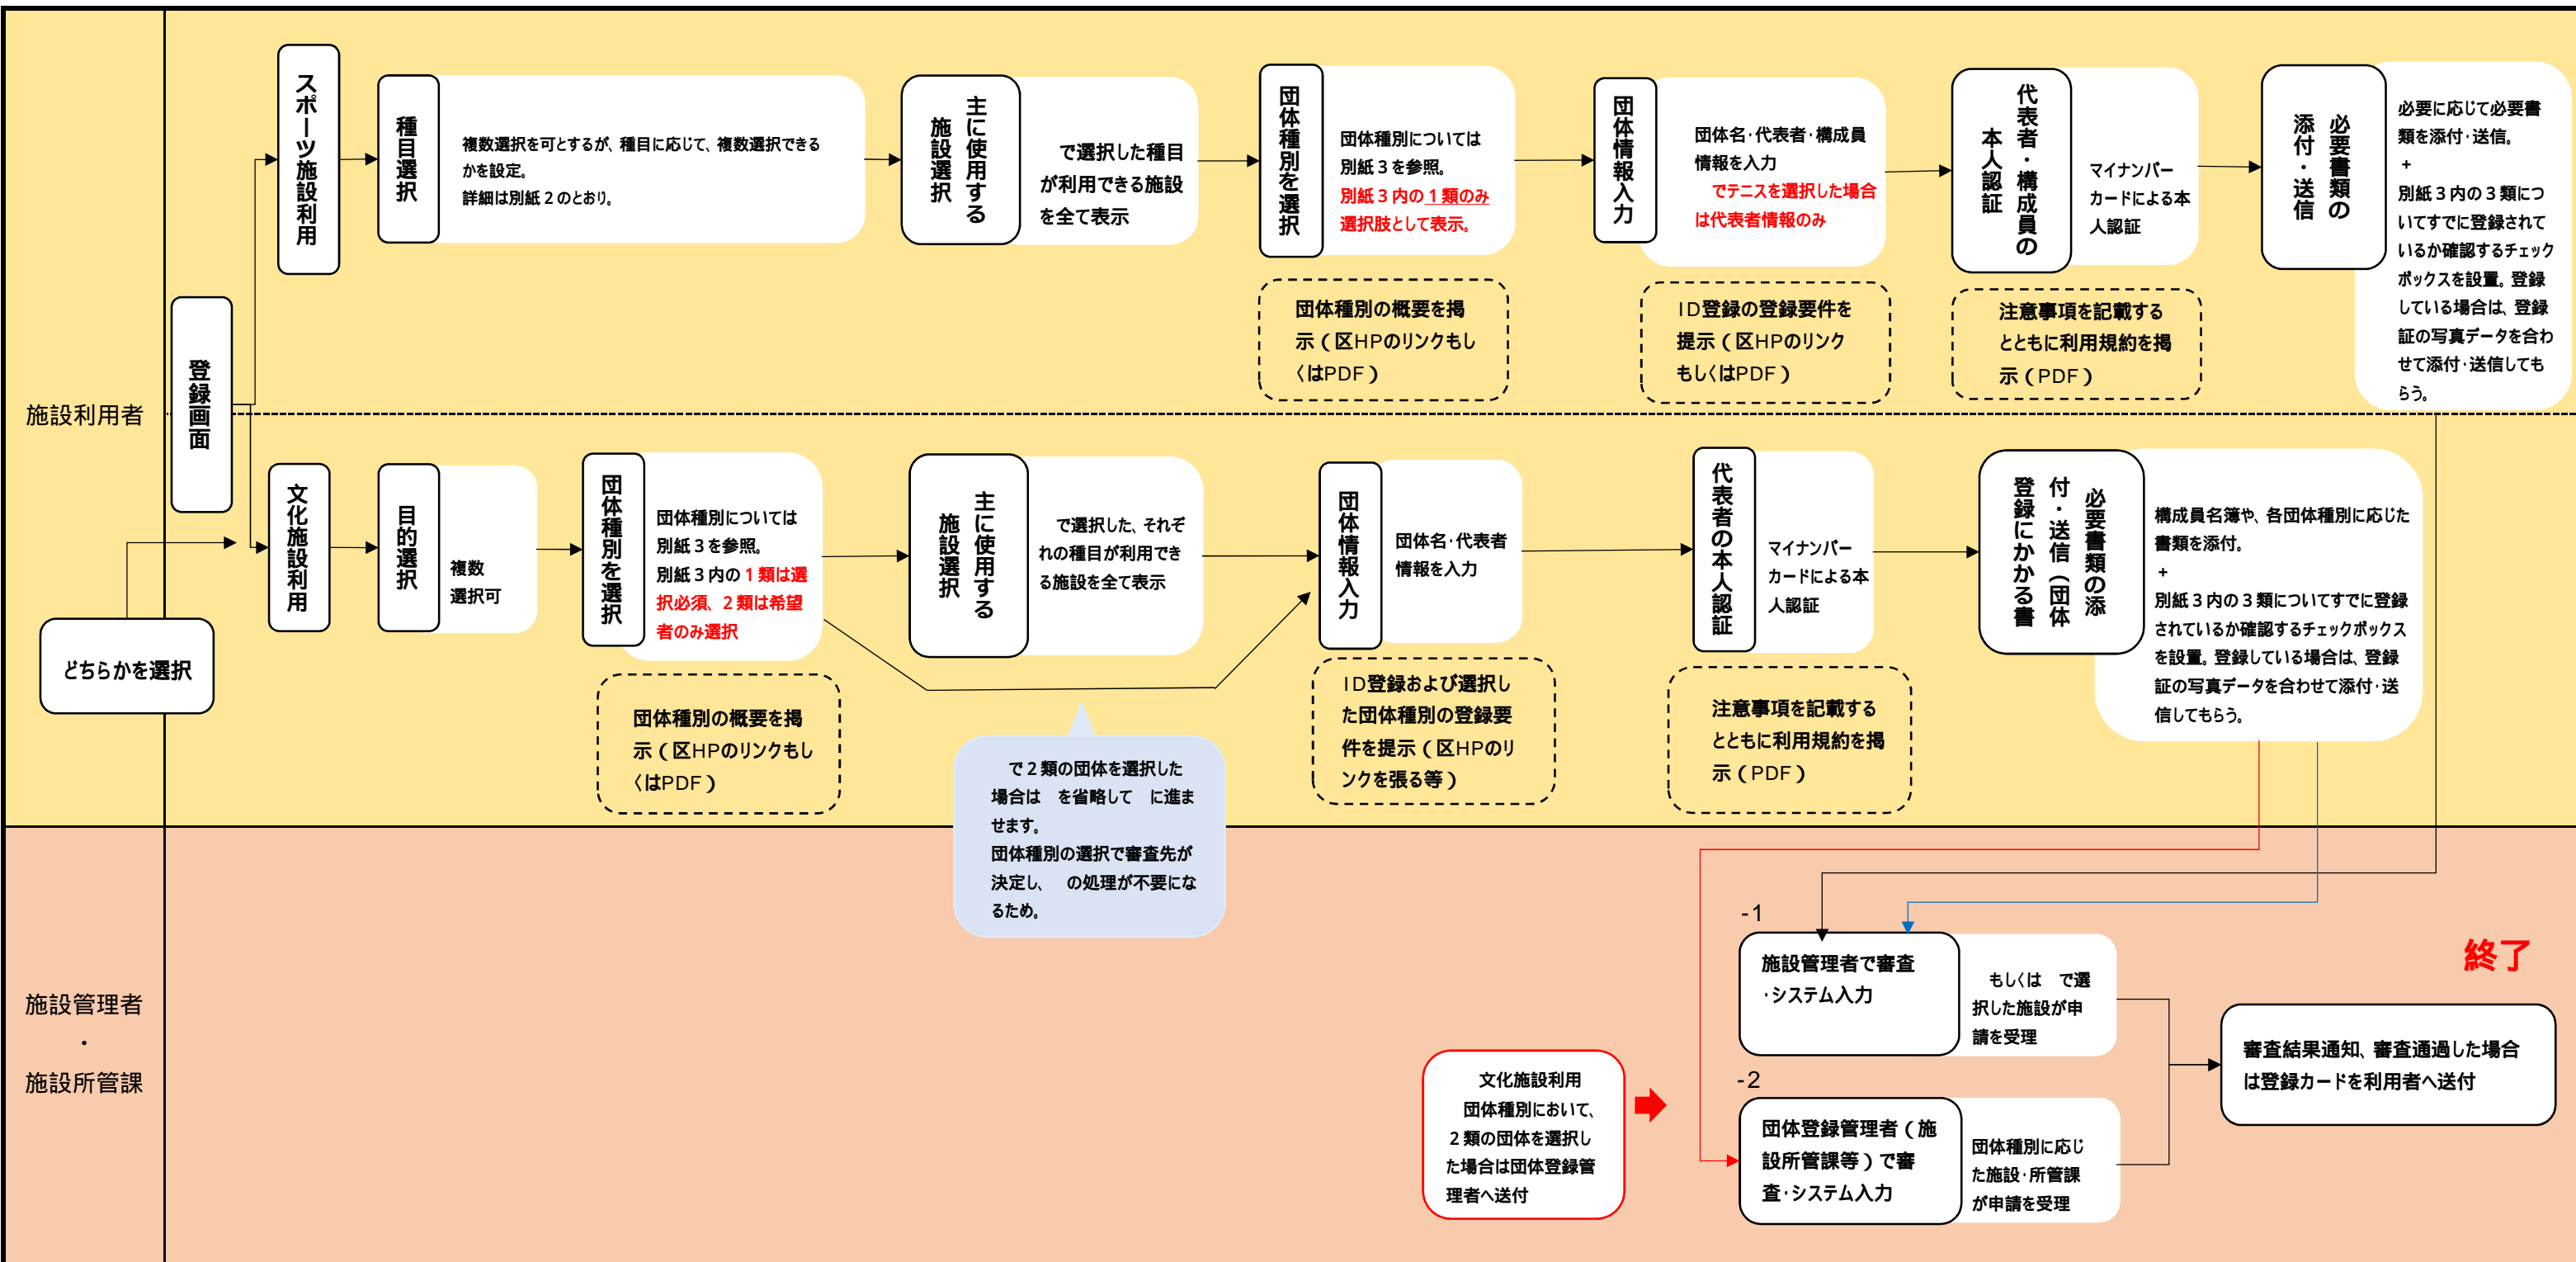 施設利用者
登録画面
どちらかを選択
スポーツ施設利用
種目選択
複数選択を可とするが、種目に応じて、複数選択できる
かを設定。
詳細は別紙2のとおり。
主に使用する
施設選択
で選択した種目
が利用できる施設
を全て表示
団体種別を選択
団体種別については
別紙3を参照。
別紙3内の1類のみ
選択肢として表示。
団体種別の概要を掲
示(区HPのリンクもし
くはPDF)
団体情報入力
団体名・代表者・構成員
情報を入力
でテニスを選択した場合
は代表者情報のみ
ID登録の登録要件を
提示(区HPのリンク
もしくはPDF)
代表者・構成員の
本人認証
マイナンバー
カードによる本
人認証
注意事項を記載する
とともに利用規約を掲
示(PDF)
必要書類の
添付・送信
必要に応じて必要書
類を添付・送信。
+
別紙3内の3類につ
いてすでに登録されて
いるか確認するチェック
ボックスを設置。登録
している場合は、登録
証の写真データを合わ
せて添付・送信しても
らう。
文化施設利用
目的選択
複数
選択可
団体種別を選択
団体種別については
別紙3を参照。
別紙3内の1類は選
択必須、2類は希望
者のみ選択
団体種別の概要を掲
示(区HPのリンクもし
くはPDF)
主に使用する
施設選択
で選択した、それぞ
れの種目が利用でき
る施設を全て表示
で2類の団体を選択した
場合は を省略して に進ま
せます。
団体種別の選択で審査先が
決定し、 の処理が不要にな
るため。
団体情報入力
団体名・代表者
情報を入力
ID登録および選択し
た団体種別の登録要
件を提示(区HPのリ
ンクを張る等)
代表者の本人認証
マイナンバー
カードによる本
人認証
注意事項を記載する
とともに利用規約を掲
示(PDF)
必要書類の添
付・送信(団体
登録にかかる書
構成員名簿や、各団体種別に応じた
書類を添付。
+
別紙3内の3類についてすでに登録
されているか確認するチェックボックス
を設置。登録している場合は、登録
証の写真データを合わせて添付・送
信してもらう。
施設管理者
・
施設所管課
-1
施設管理者で審査
・システム入力
もしくは で選
択した施設が申
請を受理
文化施設利用
団体種別において、
2類の団体を選択し
た場合は団体登録管
理者へ送付
-2
団体登録管理者(施
設所管課等)で審
査・システム入力
団体種別に応じ
た施設・所管課
が申請を受理
終了
審査結果通知、審査通過した場合
は登録カードを利用者へ送付